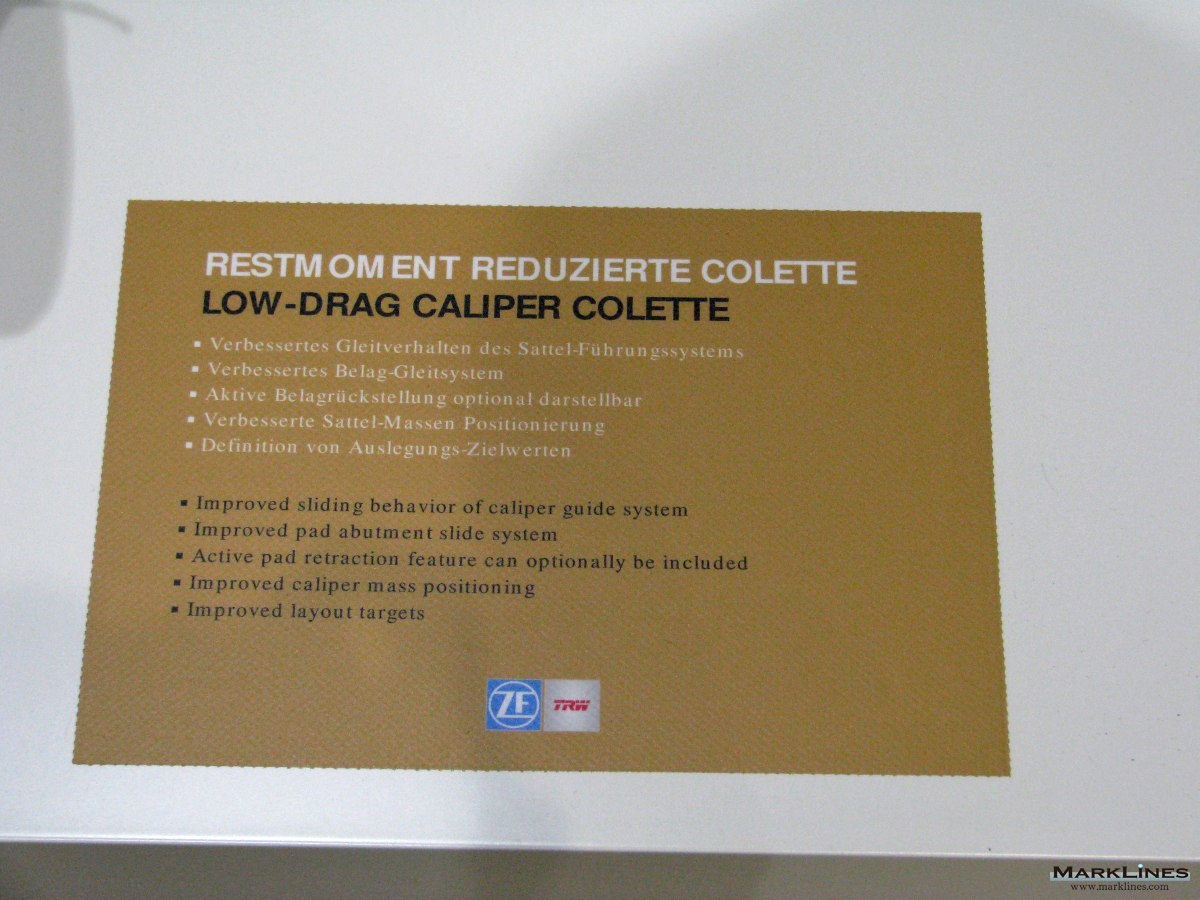 RESTMOMENT REDUZIERTE COLETTE
LOW-DRAG CALIPER COLETTE
▪ Verbessertes Gleitverhalten des Sattel-Führungssystems
▪ Verbessertes Belag-Gleitsystem
▪ Aktive Belagrückstellung optional darstellbar
▪ Verbesserte Sattel-Massen Positionierung
▪ Definition von Auslegungs-Zielwerten
▪ Improved sliding behavior of caliper guide system
▪ Improved pad abutment slide system
▪ Active pad retraction feature can optionally be included
▪ Improved caliper mass positioning
▪ Improved layout targets
ZF TRW
MARKLINES
www.marklines.com